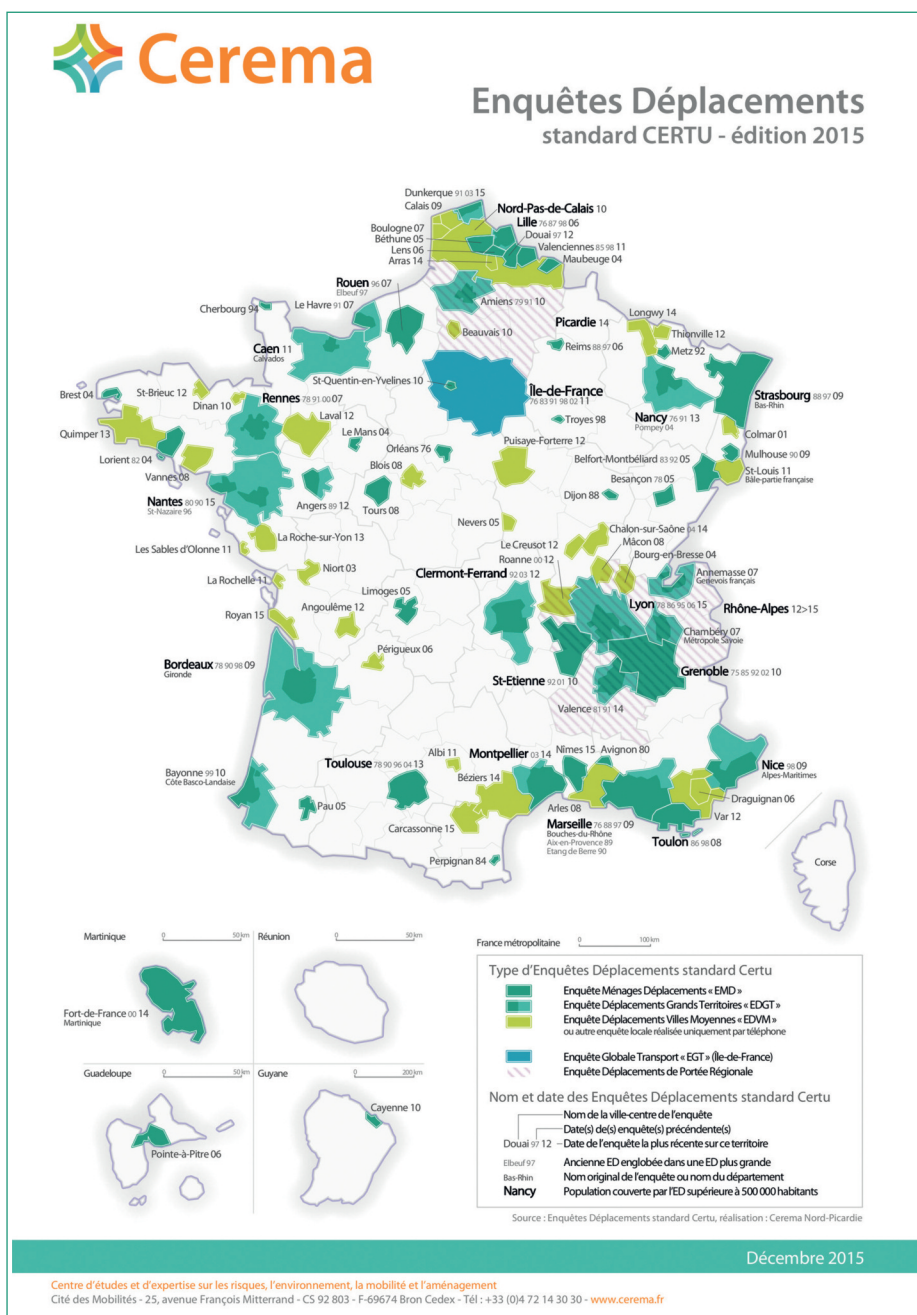 Cerema
Enquêtes Déplacements
standard CERTU - édition 2015
Dunkerque 91 03 15
Calais 09
Nord-Pas-de-Calais 10
Lille 76 87 98 06
Boulogne 07
Douai 97 12
Béthune 05
Valenciennes 85 98 11
Lens 06
Maubeuge 04
Arras 14
Rouen 96 07
Elbeuf 97
Le Havre 91 07
Amiens 79 91 10
Cherbourg 94
Picardie 14
Longwy 14
Thionville 12
Beauvais 10
Reims 88 97 06
Metz 92
Caen 11
Calvados
St-Quentin-en-Yvelines 10
Île-de-France
76 83 91 98 02 11
Strasbourg 88 97 09
Bas-Rhin
Brest 04
St-Brieuc 12
Dinan 10
Rennes 78 91 00 07
Laval 12
Troyes 98
Nancy 76 91 13
Pompey 04
Le Mans 04
Colmar 01
Quimper 13
Puisaye-Forterre 12
Orléans 76
Mulhouse 90 09
Belfort-Montbéliard 83 92 05
Lorient 82 04
Blois 08
St-Louis 11
Bâle-partie française
Vannes 08
Besançon 78 05
Nantes 80 90 15
St-Nazaire 96
Angers 89 12
Tours 08
Dijon 88
Nevers 05
Chalon-sur-Saône 04 14
La Roche-sur-Yon 13
Mâcon 08
Les Sables d'Olonne 11
Le Creusot 12
Bourg-en-Bresse 04
Roanne 00 12
Niort 03
Clermont-Ferrand 92 03 12
Annemasse 07
Genevois français
La Rochelle 11
Limoges 05
Lyon 78 86 95 06 15
Rhône-Alpes 12>15
Royan 15
Angoulême 12
Chambéry 07
Métropole Savoie
Périgueux 06
Bordeaux 78 90 98 09
Gironde
Grenoble 75 85 92 02 10
St-Etienne 92 01 10
Valence 81 91 14
Albi 11
Montpellier 03 14
Nîmes 15
Avignon 80
Toulouse 78 90 96 04 13
Nice 98 09
Alpes-Maritimes
Bayonne 99 10
Côte Basco-Landaise
Béziers 14
Draguignan 06
Pau 05
Arles 08
Var 12
Carcassonne 15
Marseille 76 88 97 09
Bouches-du-Rhône
Aix-en-Provence 89
Etang de Berre 90
Toulon 86 98 08
Perpignan 84
Corse
Martinique
0 50 km
Réunion
0 50 km
France métropolitaine
0 100 km
Fort-de-France 00 14
Martinique
Guadeloupe
0 50 km
Guyane
0 200 km
Cayenne 10
Pointe-à-Pitre 06
Type d'Enquêtes Déplacements standard Certu
Enquête Ménages Déplacements « EMD »
Enquête Déplacements Grands Territoires « EDGT »
Enquête Déplacements Villes Moyennes « EDVM »
ou autre enquête locale réalisée uniquement par téléphone
Enquête Globale Transport « EGT » (Île-de-France)
Enquête Déplacements de Portée Régionale
Nom et date des Enquêtes Déplacements standard Certu
Nom de la ville-centre de l'enquête
Date(s) de(s) enquête(s) précéndente(s)
Douai 97 12 Date de l'enquête la plus récente sur ce territoire
Elbeuf 97 Ancienne ED englobée dans une ED plus grande
Bas-Rhin Nom original de l'enquête ou nom du département
Nancy Population couverte par l'ED supérieure à 500 000 habitants
Source : Enquêtes Déplacements standard Certu, réalisation : Cerema Nord-Picardie
Décembre 2015
Centre d'études et d'expertise sur les risques, l'environnement, la mobilité et l'aménagement
Cité des Mobilités - 25, avenue François Mitterrand - CS 92 803 - F-69674 Bron Cedex - Tél : +33 (0)4 72 14 30 30 - www.cerema.fr